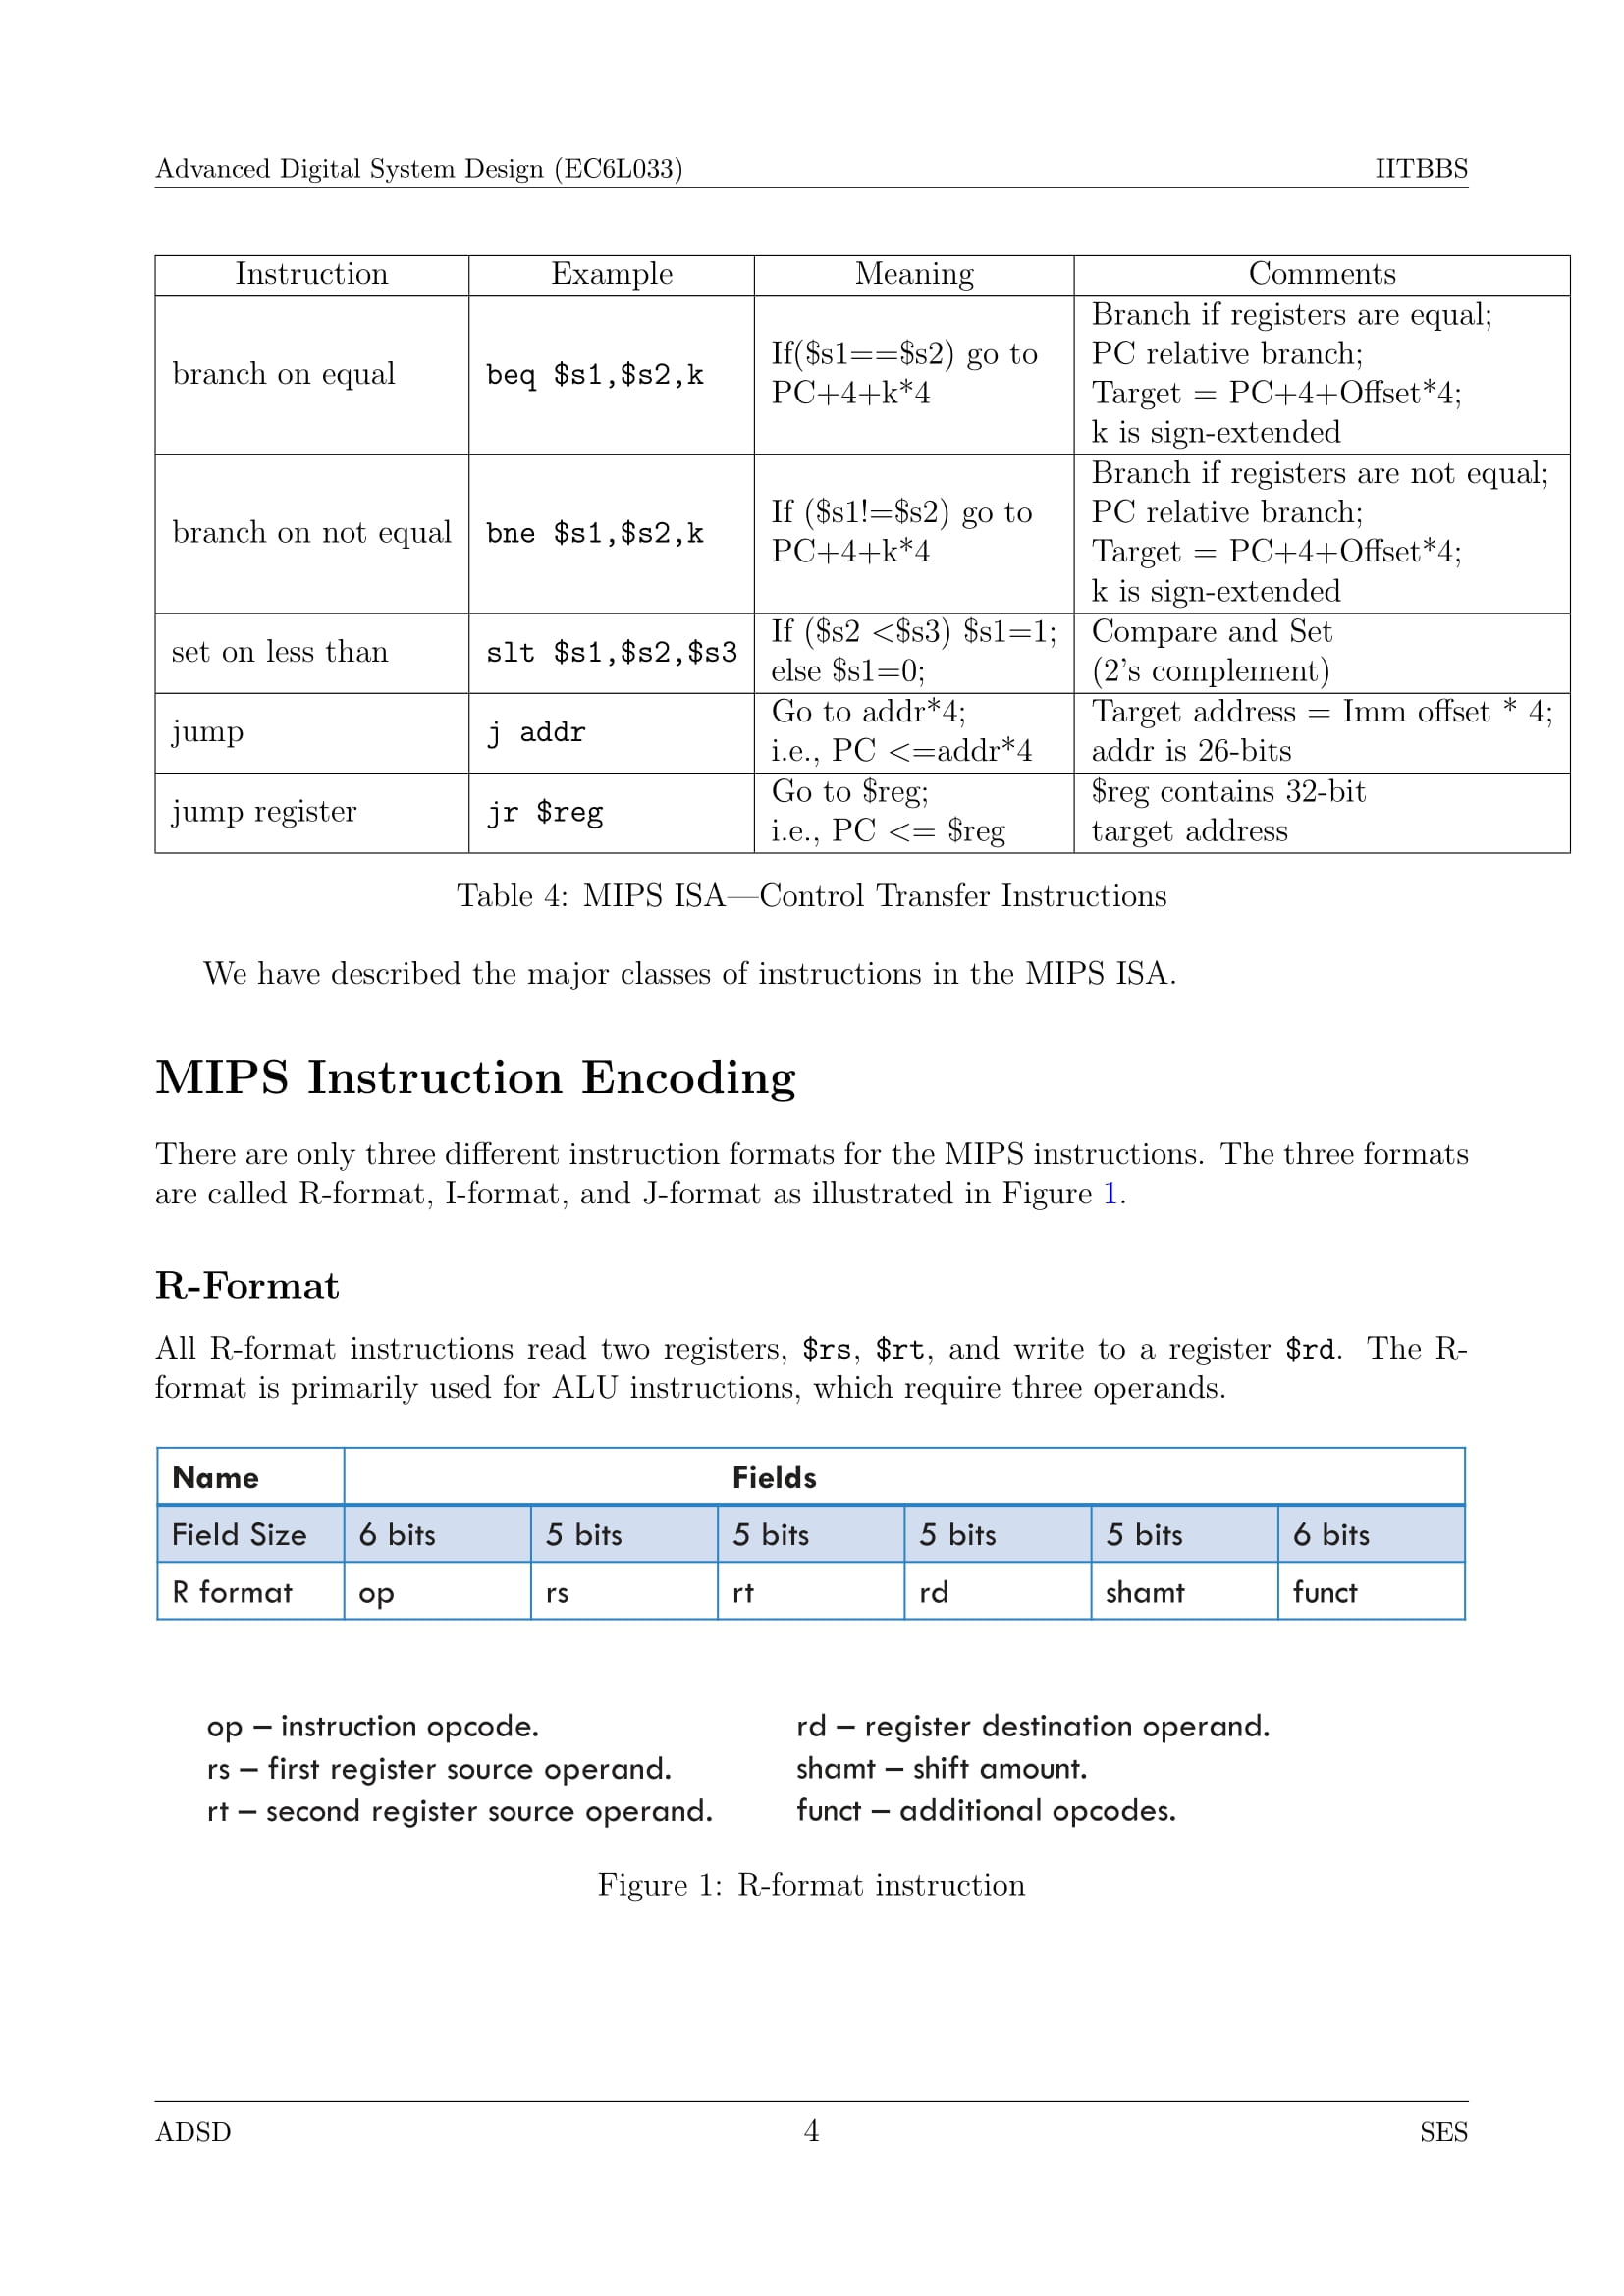 Advanced Digital System Design (EC6L033) IITBBS
Instruction Example Meaning Comments
branch on equal beq $s1,$s2,k If($s1==$s2) go to PC+4+k*4 Branch if registers are equal;
PC relative branch;
Target = PC+4+Offset*4;
k is sign-extended
branch on not equal bne $s1,$s2,k If ($s1!=$s2) go to PC+4+k*4 Branch if registers are not equal;
PC relative branch;
Target = PC+4+Offset*4;
k is sign-extended
set on less than slt $s1,$s2,$s3 If ($s2 <$s3) $s1=1; else $s1=0; Compare and Set
(2's complement)
jump j addr Go to addr*4; i.e., PC <=addr*4 Target address = Imm offset * 4;
addr is 26-bits
jump register jr $reg Go to $reg; i.e., PC <= $reg $reg contains 32-bit
target address
Table 4: MIPS ISA—Control Transfer Instructions
We have described the major classes of instructions in the MIPS ISA.
MIPS Instruction Encoding
There are only three different instruction formats for the MIPS instructions. The three formats
are called R-format, I-format, and J-format as illustrated in Figure 1.
R-Format
All R-format instructions read two registers, $rs, $rt, and write to a register $rd. The R-
format is primarily used for ALU instructions, which require three operands.
Name Fields
Field Size 6 bits 5 bits 5 bits 5 bits 5 bits 6 bits
R format op rs rt rd shamt funct
op – instruction opcode.
rs – first register source operand.
rt – second register source operand.
rd – register destination operand.
shamt – shift amount.
funct – additional opcodes.
Figure 1: R-format instruction
ADSD 4 SES